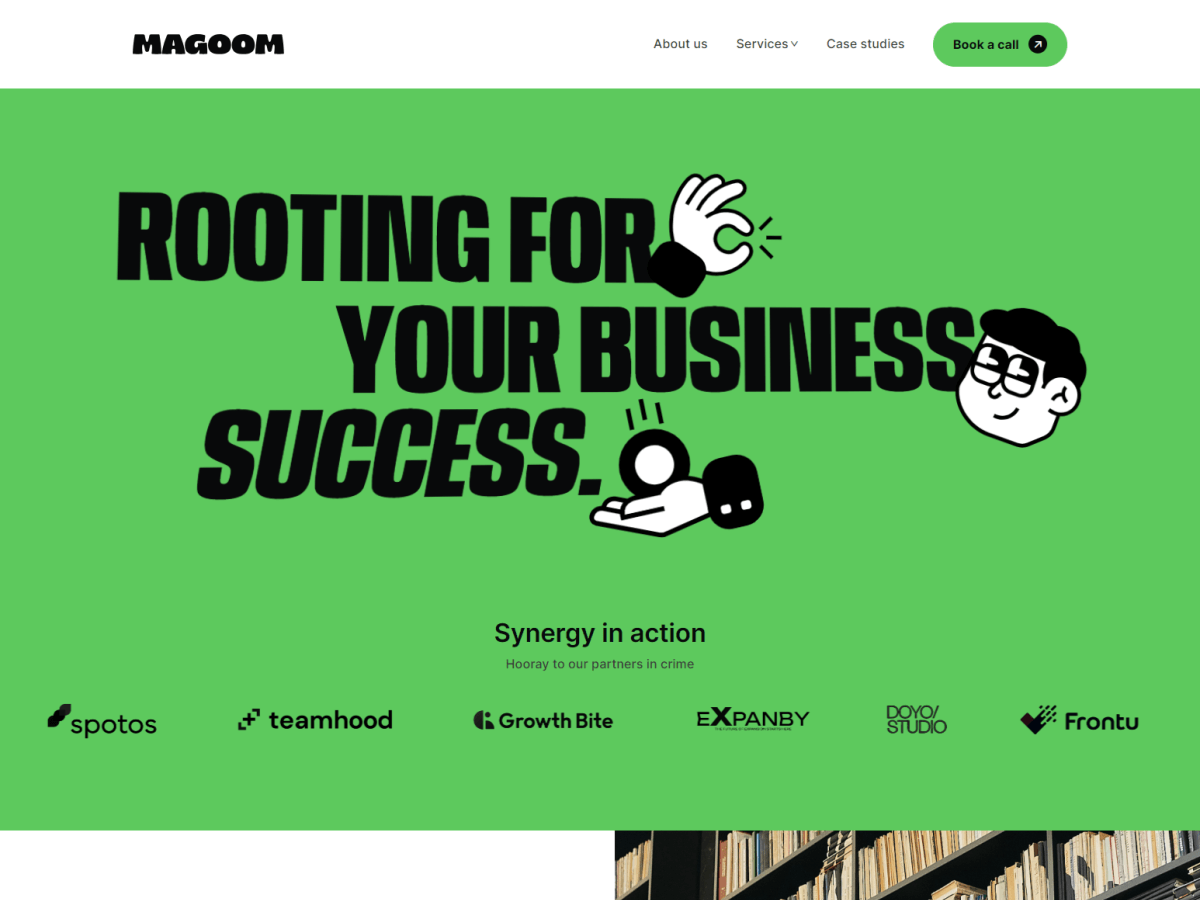 MAGOOM
About us
Services
Case studies
Book a call
ROOTING FOR
YOUR BUSINESS
SUCCESS.
Synergy in action
Hooray to our partners in crime
spotos
teamhood
Growth Bite
EXPANBY
DOYO/
STUDIO
Frontu